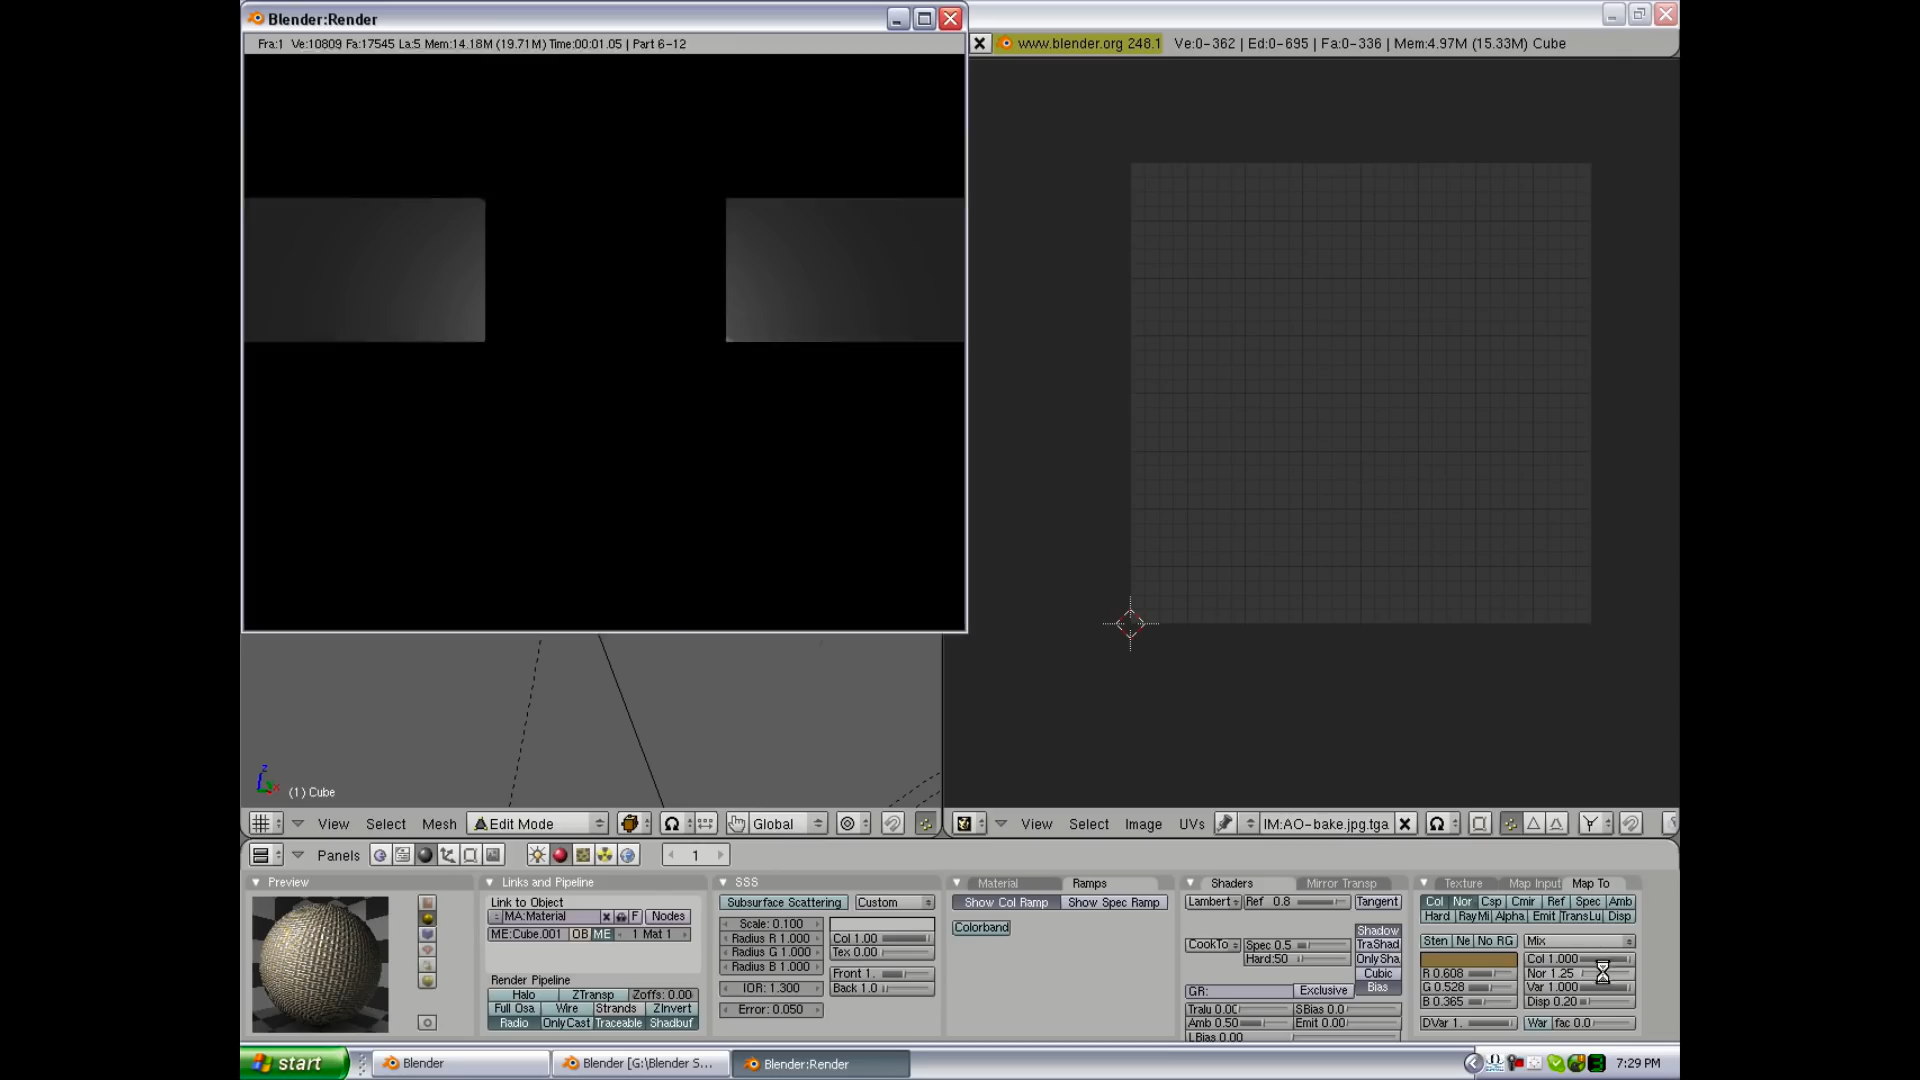 Blender:Render
Fra:1 Ve:10809 Fa:17545 La:5 Mem:14.18M (19.71M) Time:00:01.05 | Part 6-12
www.blender.org 248.1 Ve:0-362 | Ed:0-695 | Fa:0-336 | Mem:4.97M (15.33M) Cube
z
(1) Cube
View Select Mesh Edit Mode Global
View Select Image UVs IM:AO-bake.jpg.tga
Panels 1
Preview
Links and Pipeline
Link to Object
MA:Material F Nodes
ME:Cube.001 OB ME 1 Mat 1
Render Pipeline
Halo ZTransp Zoffs: 0.00
Full Osa Wire Strands ZInvert
Radio OnlyCast Traceable Shadbuf
SSS
Subsurface Scattering Custom
Scale: 0.100
Radius R 1.000 Col 1.00
Radius G 1.000 Tex 0.00
Radius B 1.000
Front 1.
IOR: 1.300 Back 1.0
Error: 0.050
Material Ramps
Show Col Ramp Show Spec Ramp
Colorband
Shaders Mirror Transp
Lambert Ref 0.8 Tangent
Shadow
CookTo Spec 0.5 TraShad
Hard:50 OnlySha
Cubic
GR: Exclusive Bias
Tralu 0.00 SBias 0.0
Amb 0.50 Emit 0.00
LBias 0.00
Texture Map Input Map To
Col Nor Csp Cmir Ref Spec Amb
Hard RayMi Alpha Emit TransLu Disp
Sten Ne No RG Mix
Col 1.000
R 0.608 Nor 1.25
G 0.528 Var 1.000
B 0.365 Disp 0.20
DVar 1. War fac 0.0
start Blender Blender [G:\Blender S... Blender:Render 7:29 PM